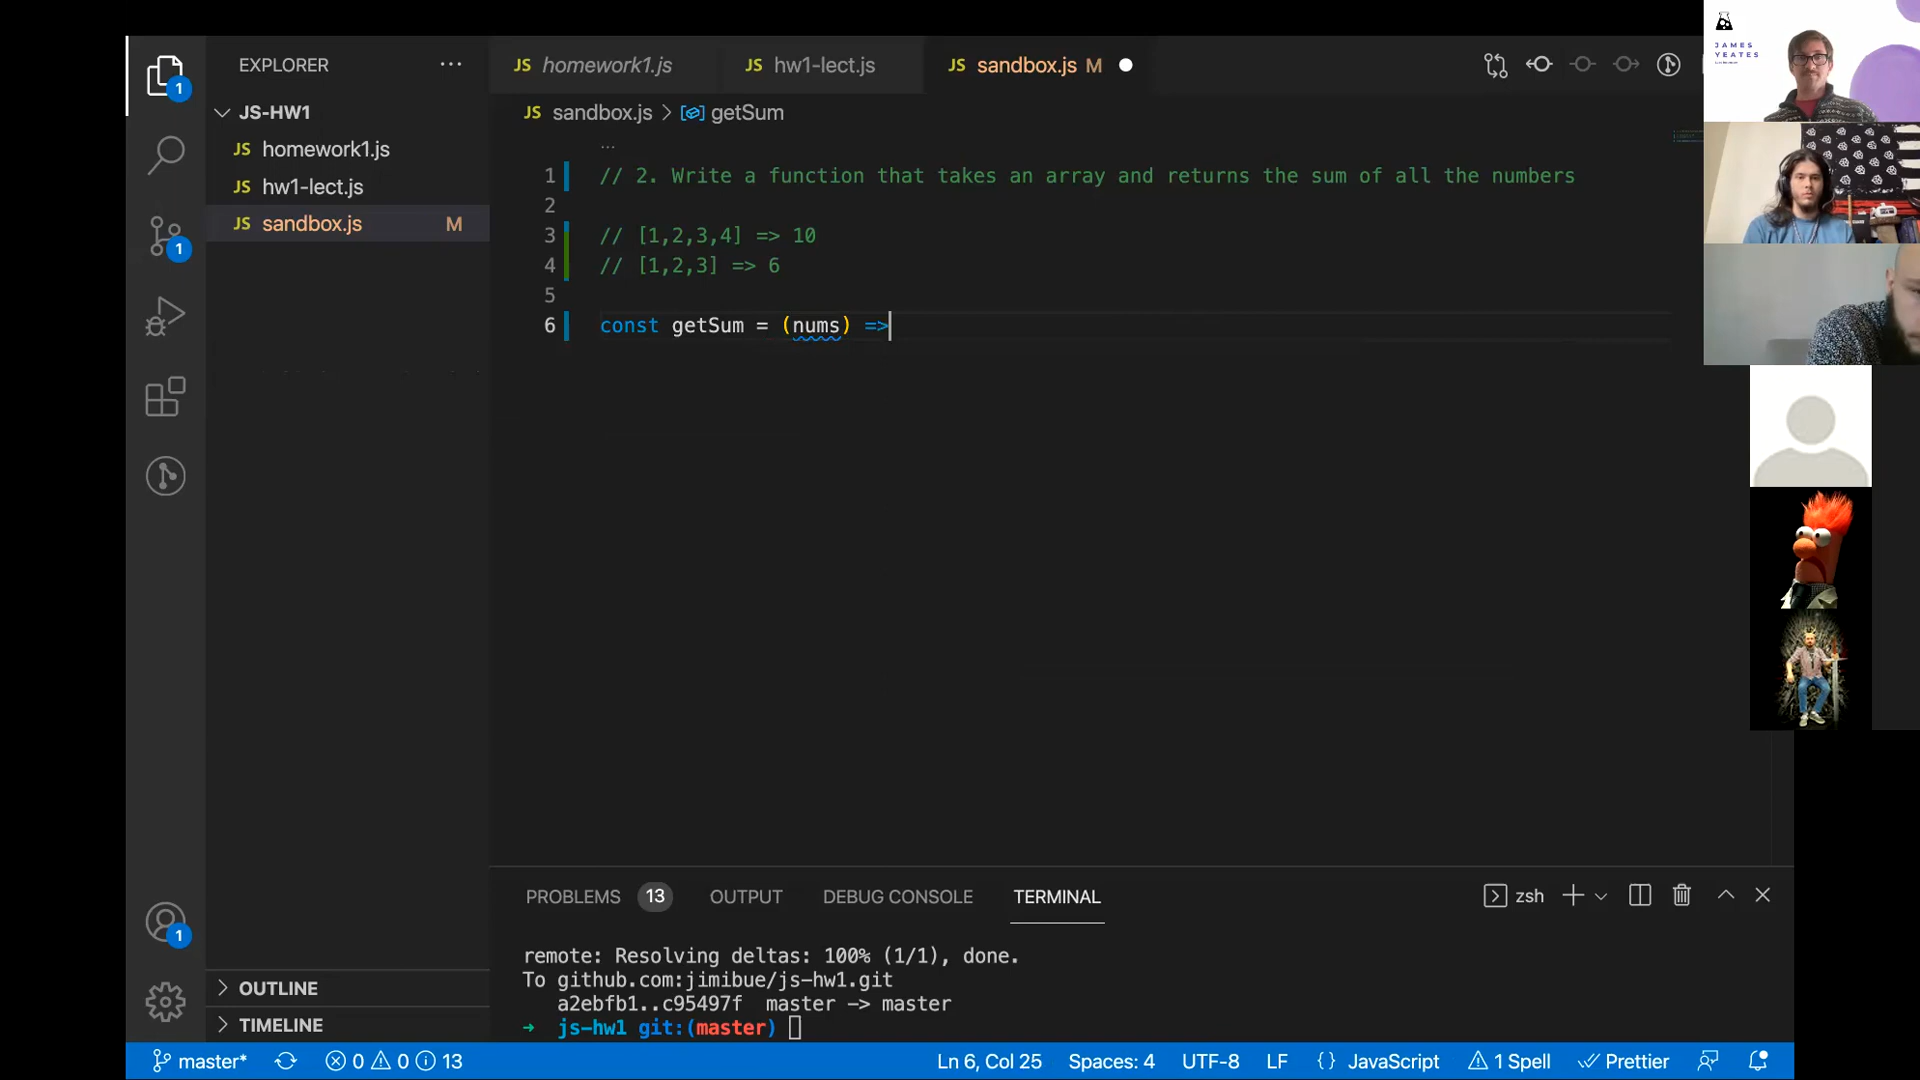 EXPLORER
JS-HW1
JS homework1.js
JS hw1-lect.js
JS sandbox.js M
JS homework1.js JS hw1-lect.js JS sandbox.js M
JS sandbox.js > getSum
...
1 // 2. Write a function that takes an array and returns the sum of all the numbers
2
3 // [1,2,3,4] => 10
4 // [1,2,3] => 6
5
6 const getSum = (nums) =>
JAMES
YEATES
1
1
1
OUTLINE
TIMELINE
PROBLEMS 13 OUTPUT DEBUG CONSOLE TERMINAL zsh
remote: Resolving deltas: 100% (1/1), done.
To github.com:jimibue/js-hw1.git
a2ebfb1..c95497f master -> master
➜ js-hw1 git:(master)
master* 0 0 13 Ln 6, Col 25 Spaces: 4 UTF-8 LF {} JavaScript 1 Spell Prettier